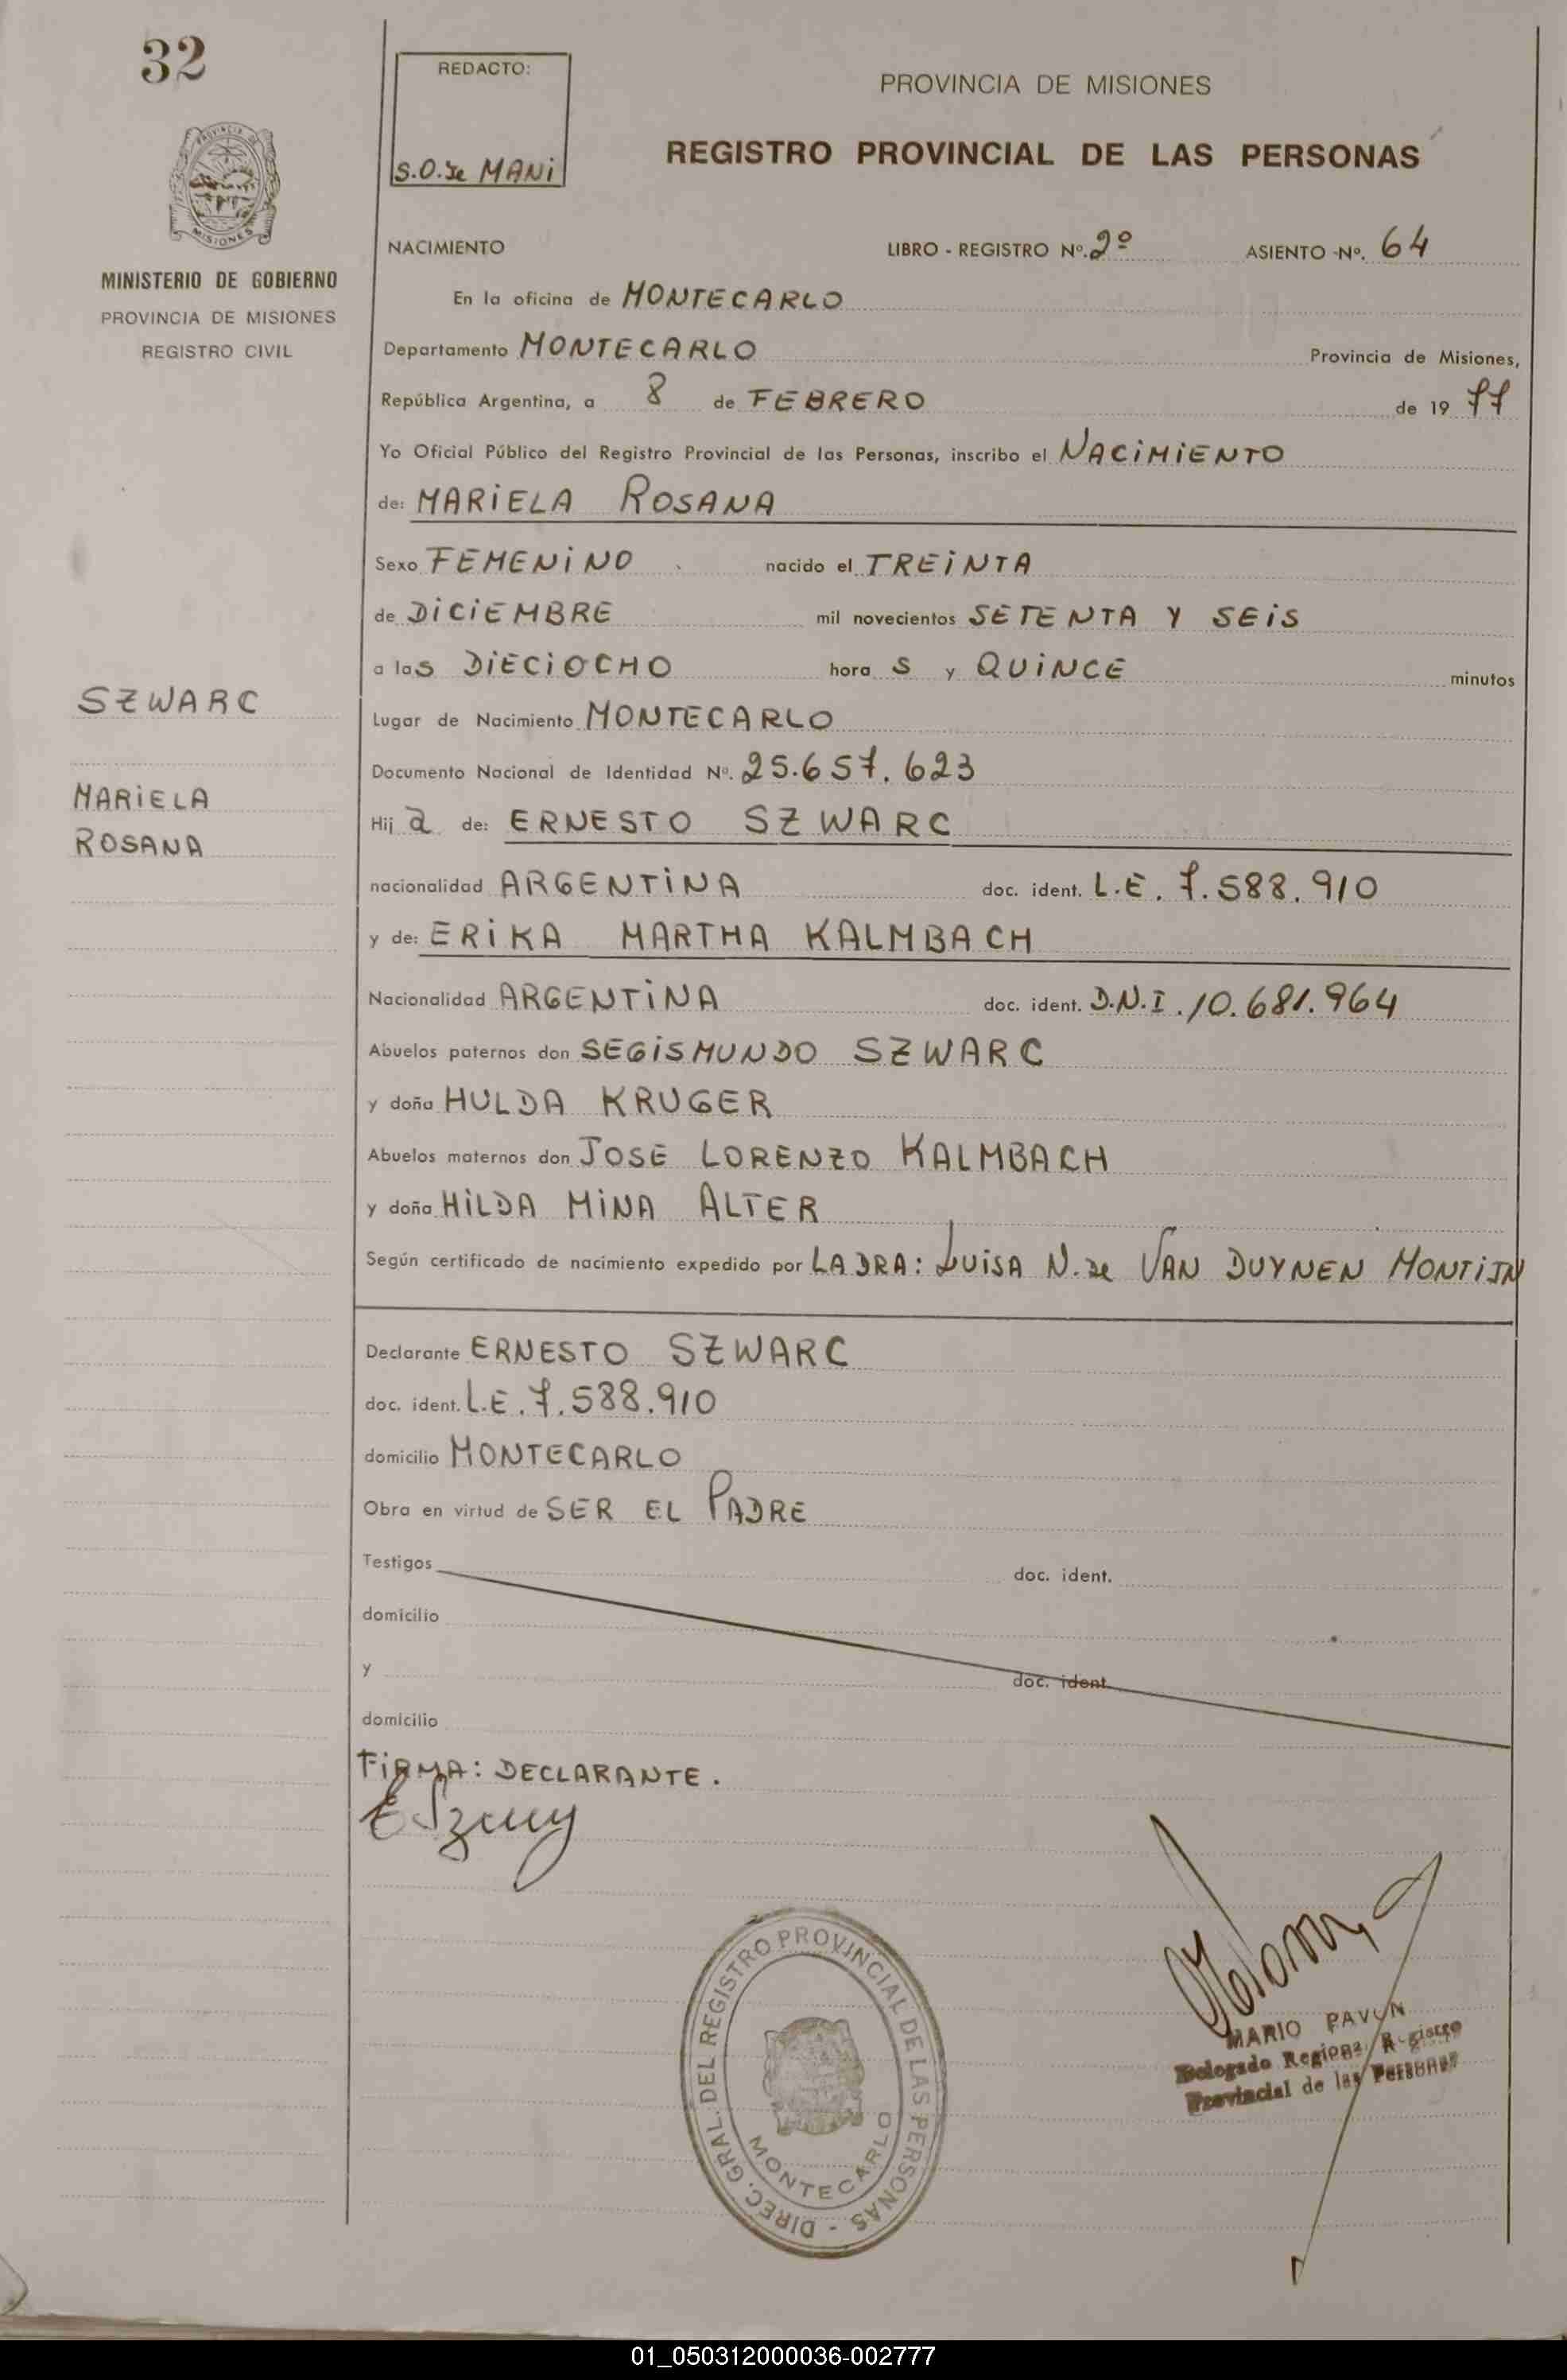 32
REDACTO:
S.O. de MANI
PROVINCIA DE MISIONES
REGISTRO PROVINCIAL DE LAS PERSONAS
PROVINCIA DE
MISIONES
MINISTERIO DE GOBIERNO
PROVINCIA DE MISIONES
REGISTRO CIVIL
NACIMIENTO LIBRO - REGISTRO Nº. 2º ASIENTO Nº. 64
En la oficina de MONTECARLO
Departamento MONTECARLO Provincia de Misiones,
República Argentina, a 8 de FEBRERO de 19 77
Yo Oficial Público del Registro Provincial de las Personas, inscribo el NACIMIENTO
de: MARIELA ROSANA
Sexo FEMENINO nacido el TREINTA
de DICIEMBRE mil novecientos SETENTA Y SEIS
a las DIECIOCHO hora s y QUINCE minutos
SZWARC
MARIELA
ROSANA
Lugar de Nacimiento MONTECARLO
Documento Nacional de Identidad Nº. 25.657.623
Hij a de: ERNESTO SZWARC
nacionalidad ARGENTINA doc. ident. L.E. 7.588.910
y de: ERIKA MARTHA KALMBACH
Nacionalidad ARGENTINA doc. ident. D.N.I. 10.681.964
Abuelos paternos don SEGISMUNDO SZWARC
y doña HULDA KRUGER
Abuelos maternos don JOSE LORENZO KALMBACH
y doña HILDA MINA ALTER
Según certificado de nacimiento expedido por LA DRA: LUISA N. de VAN DUYNEN MONTIJN
Declarante ERNESTO SZWARC
doc. ident. L.E. 7.588.910
domicilio MONTECARLO
Obra en virtud de SER EL PADRE
Testigos doc. ident.
domicilio
y doc. ident.
domicilio
FIRMA: DECLARANTE.
DIREC. GRAL. DEL REGISTRO PROVINCIAL DE LAS PERSONAS -
MONTECARLO
MARIO PAVON
Delegado Regional Registro
Provincial de las Personas
01_050312000036-002777